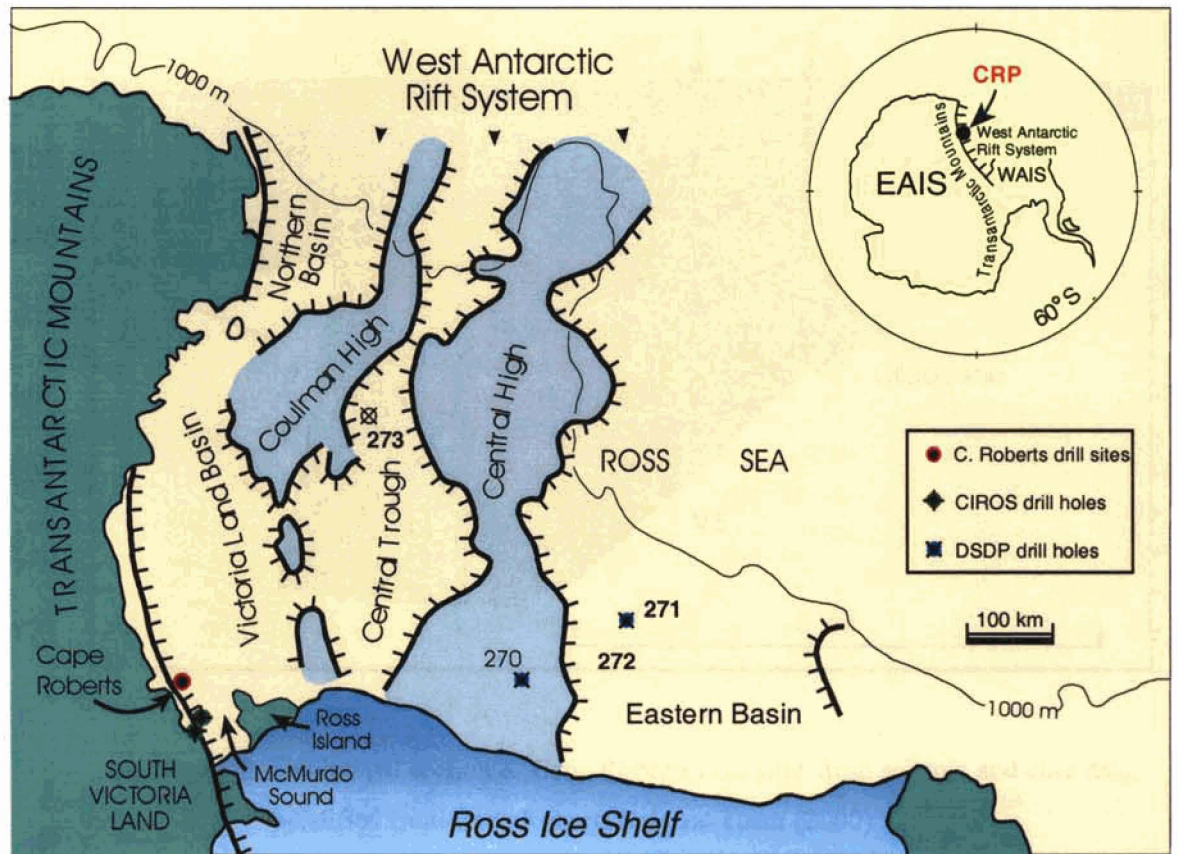 1000 m
West Antarctic
Rift System
TRANSANTARCTIC MOUNTAINS
Northern
Basin
Coulman High
Victoria Land Basin
273
Central Trough
Central High
ROSS SEA
270
271
272
Eastern Basin
1000 m
Cape
Roberts
Ross
Island
McMurdo
Sound
SOUTH
VICTORIA
LAND
Ross Ice Shelf
CRP
West Antarctic
Rift System
WAIS
EAIS
Transantarctic Mountains
60°S
C. Roberts drill sites
CIROS drill holes
DSDP drill holes
100 km